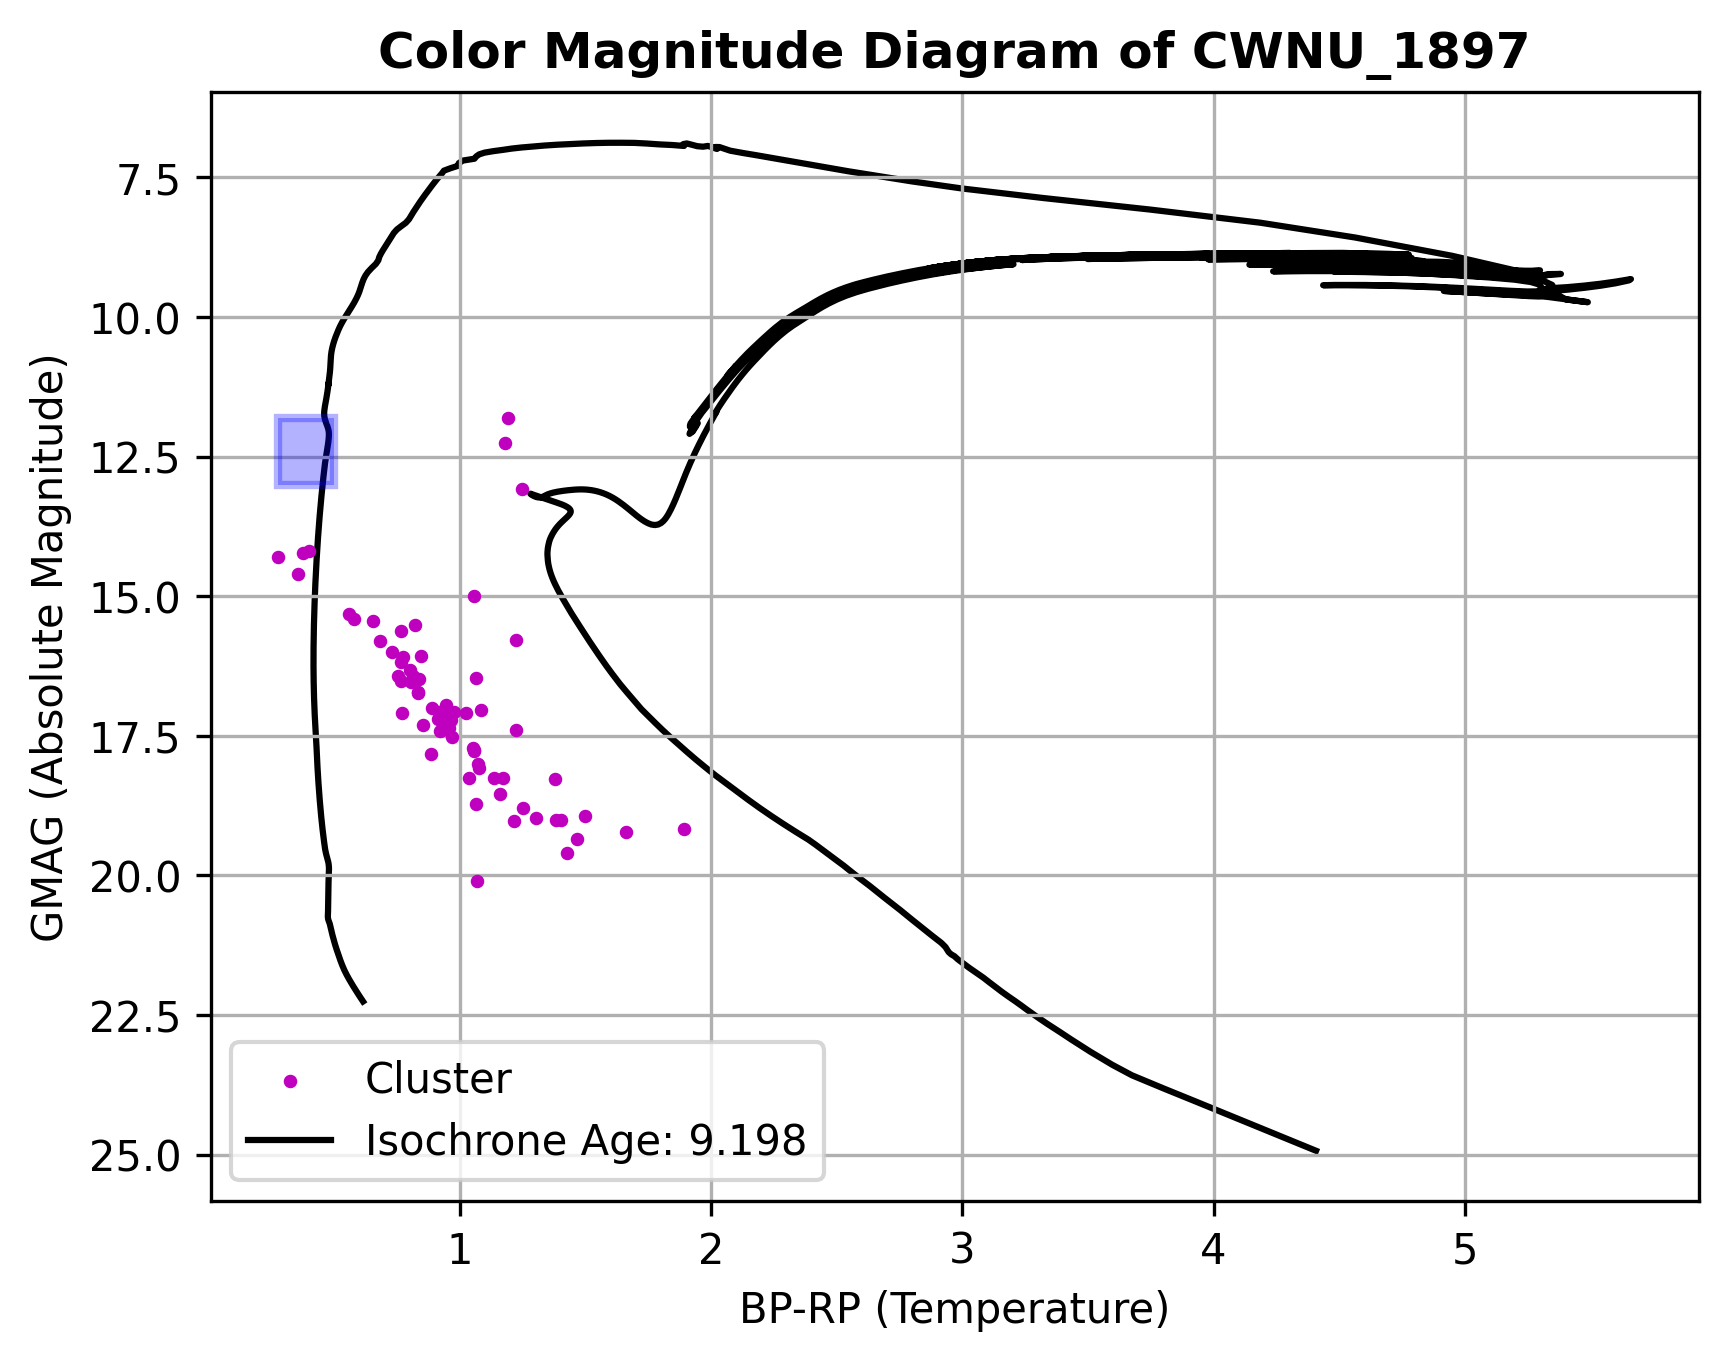 Color Magnitude Diagram of CWNU_1897
GMAG (Absolute Magnitude)
7.5
10.0
12.5
15.0
17.5
20.0
22.5
25.0
Cluster
Isochrone Age: 9.198
1 2 3 4 5
BP-RP (Temperature)